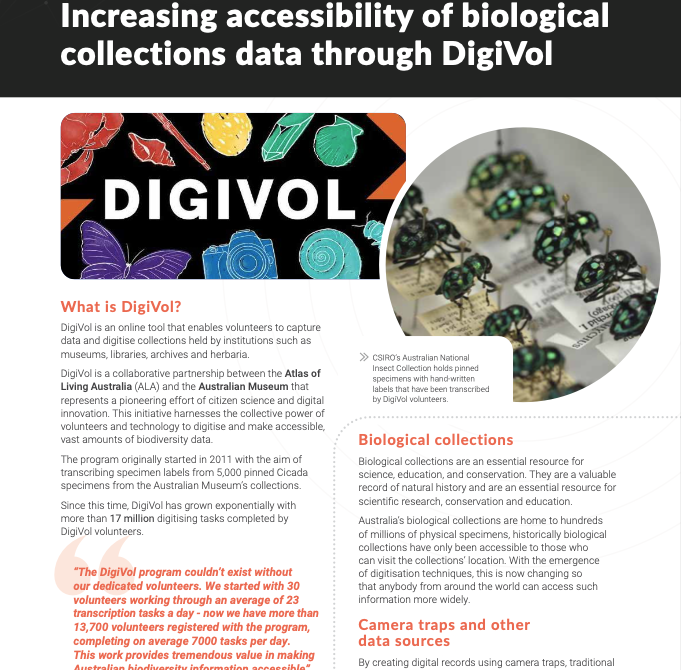 Increasing accessibility of biological
collections data through DigiVol
DIGIVOL
What is DigiVol?
DigiVol is an online tool that enables volunteers to capture
data and digitise collections held by institutions such as
museums, libraries, archives and herbaria.
DigiVol is a collaborative partnership between the Atlas of
Living Australia (ALA) and the Australian Museum that
represents a pioneering effort of citizen science and digital
innovation. This initiative harnesses the collective power of
volunteers and technology to digitise and make accessible,
vast amounts of biodiversity data.
The program originally started in 2011 with the aim of
transcribing specimen labels from 5,000 pinned Cicada
specimens from the Australian Museum's collections.
Since this time, DigiVol has grown exponentially with
more than 17 million digitising tasks completed by
DigiVol volunteers.
“The DigiVol program couldn’t exist without
our dedicated volunteers. We started with 30
volunteers working through an average of 23
transcription tasks a day - now we have more than
13,700 volunteers registered with the program,
completing on average 7000 tasks per day.
This work provides tremendous value in making
Australian biodiversity information accessible”
CSIRO's Australian National
Insect Collection holds pinned
specimens with hand-written
labels that have been transcribed
by DigiVol volunteers.
Biological collections
Biological collections are an essential resource for
science, education, and conservation. They are a valuable
record of natural history and are an essential resource for
scientific research, conservation and education.
Australia's biological collections are home to hundreds
of millions of physical specimens, historically biological
collections have only been accessible to those who
can visit the collections' location. With the emergence
of digitisation techniques, this is now changing so
that anybody from around the world can access such
information more widely.
Camera traps and other
data sources
By creating digital records using camera traps, traditional